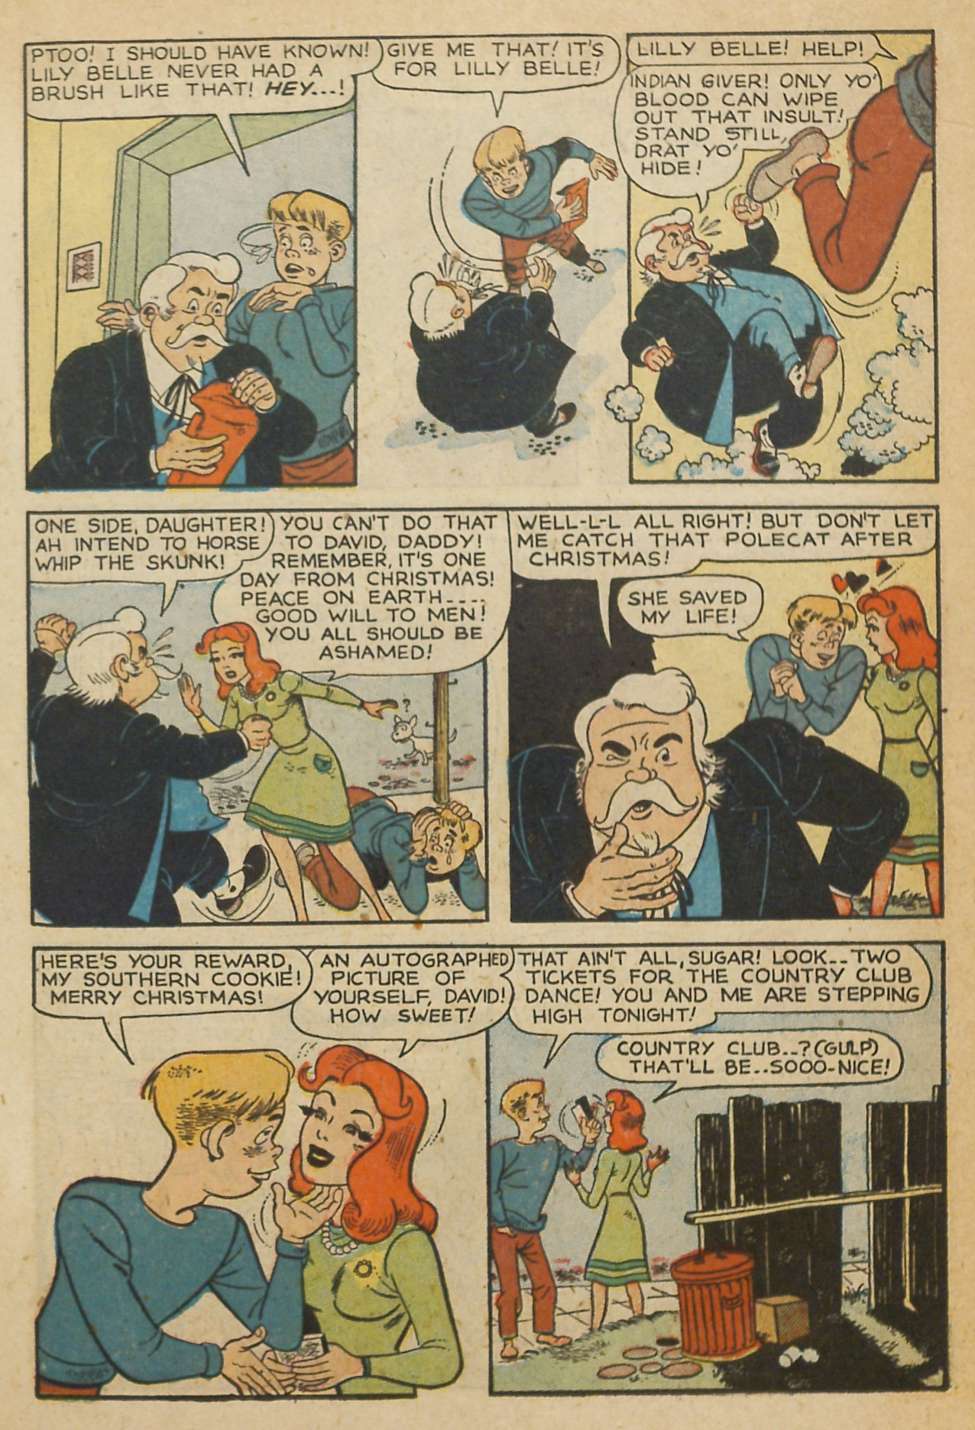 PTOO! I SHOULD HAVE KNOWN!
LILY BELLE NEVER HAD A
BRUSH LIKE THAT! HEY...!
GIVE ME THAT! IT'S
FOR LILLY BELLE!
LILLY BELLE! HELP!
INDIAN GIVER! ONLY YO'
BLOOD CAN WIPE
OUT THAT INSULT!
STAND STILL,
DRAT YO'
HIDE!
ONE SIDE, DAUGHTER!
AH INTEND TO HORSE
WHIP THE SKUNK!
YOU CAN'T DO THAT
TO DAVID, DADDY!
REMEMBER, IT'S ONE
DAY FROM CHRISTMAS!
PEACE ON EARTH....
GOOD WILL TO MEN!
YOU ALL SHOULD BE
ASHAMED!
?
WELL-L-L ALL RIGHT! BUT DON'T LET
ME CATCH THAT POLECAT AFTER
CHRISTMAS!
SHE SAVED
MY LIFE!
HERE'S YOUR REWARD,
MY SOUTHERN COOKIE!
MERRY CHRISTMAS!
AN AUTOGRAPHED
PICTURE OF
YOURSELF, DAVID!
HOW SWEET!
THAT AIN'T ALL, SUGAR! LOOK..TWO
TICKETS FOR THE COUNTRY CLUB
DANCE! YOU AND ME ARE STEPPING
HIGH TONIGHT!
COUNTRY CLUB..?(GULP)
THAT'LL BE..SOOO-NICE!